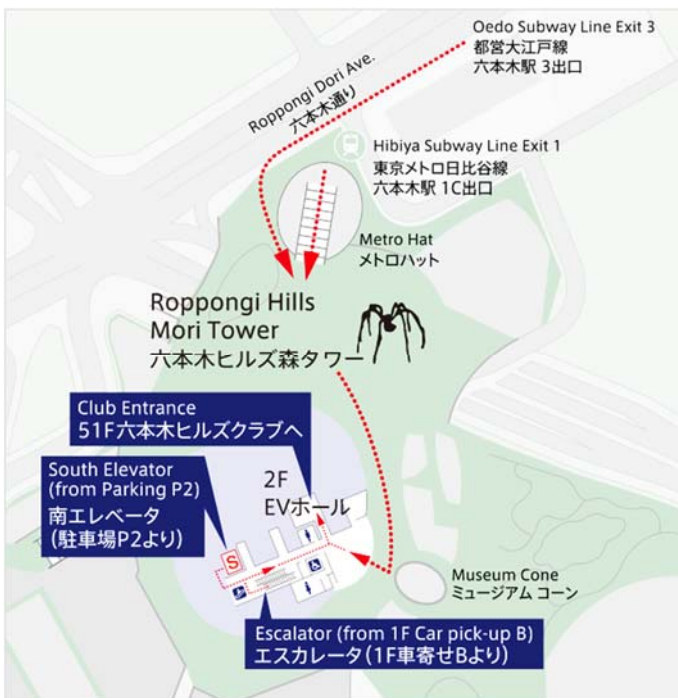 Oedo Subway Line Exit 3
都営大江戸線
六本木駅 3出口
Roppongi Dori Ave.
六本木通り
Hibiya Subway Line Exit 1
東京メトロ日比谷線
六本木駅 1C出口
Metro Hat
メトロハット
Roppongi Hills
Mori Tower
六本木ヒルズ森タワー
Club Entrance
51F六本木ヒルズクラブへ
South Elevator
(from Parking P2)
南エレベータ
(駐車場P2より)
2F
EVホール
S
Museum Cone
ミュージアム コーン
Escalator (from 1F Car pick-up B)
エスカレータ(1F車寄せBより)